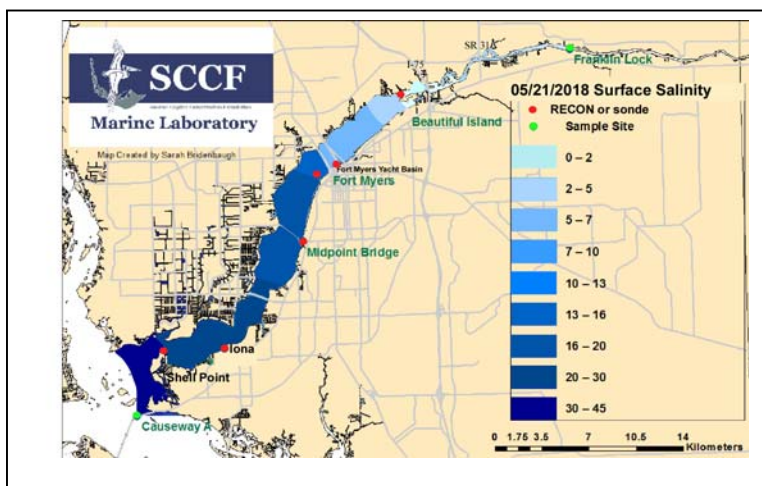 SCCF
Marine Laboratory
Map Created by Sarah Bridenbaugh
I-75
SR 31
Franklin Lock
05/21/2018 Surface Salinity
RECON or sonde
Sample Site
Beautiful Island
Fort Myers Yacht Basin
Fort Myers
Midpoint Bridge
Iona
Shell Point
Causeway A
0 – 2
2 – 5
5 – 7
7 – 10
10 – 13
13 – 16
16 – 20
20 – 30
30 – 45
0 1.75 3.5 7 10.5 14
Kilometers